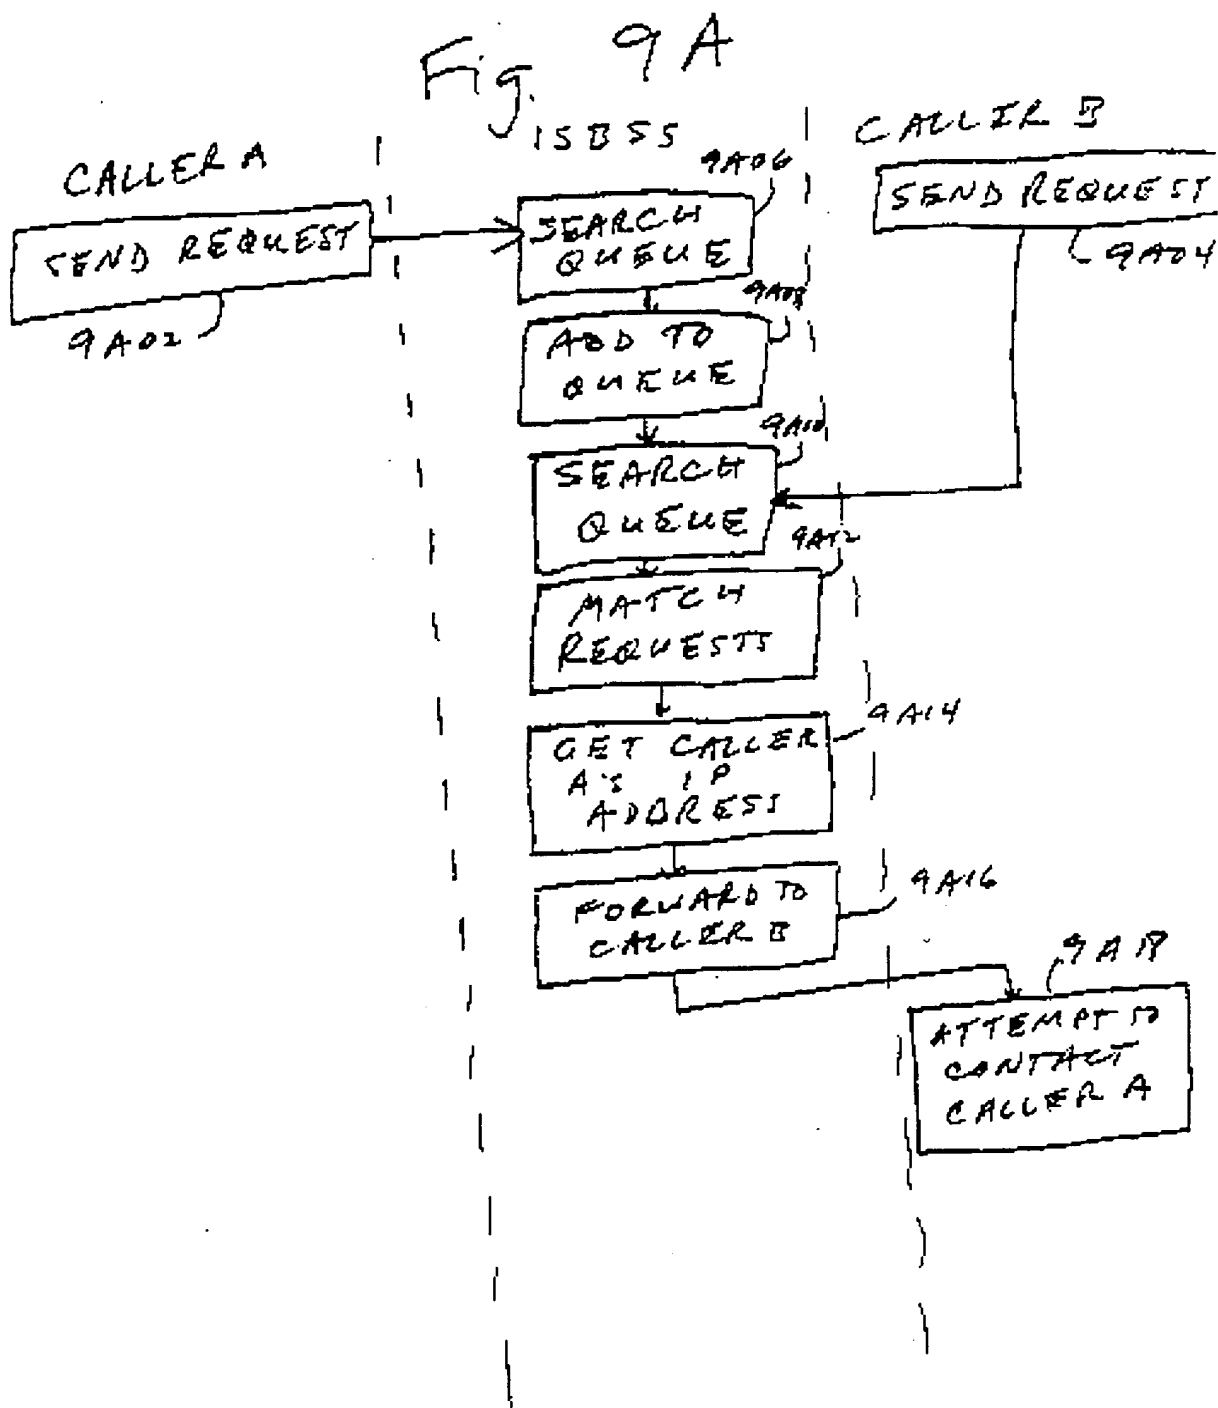 Fig. 9A
CALLER A
ISBSS
CALLER B
SEND REQUEST
9A02
SEARCH
QUEUE
9A06
SEND REQUEST
9A04
ADD TO
QUEUE
9A08
SEARCH
QUEUE
9A10
MATCH
REQUESTS
9A12
GET CALLER
A's IP
ADDRESS
9A14
FORWARD TO
CALLER B
9A16
ATTEMPT TO
CONTACT
CALLER A
9A18